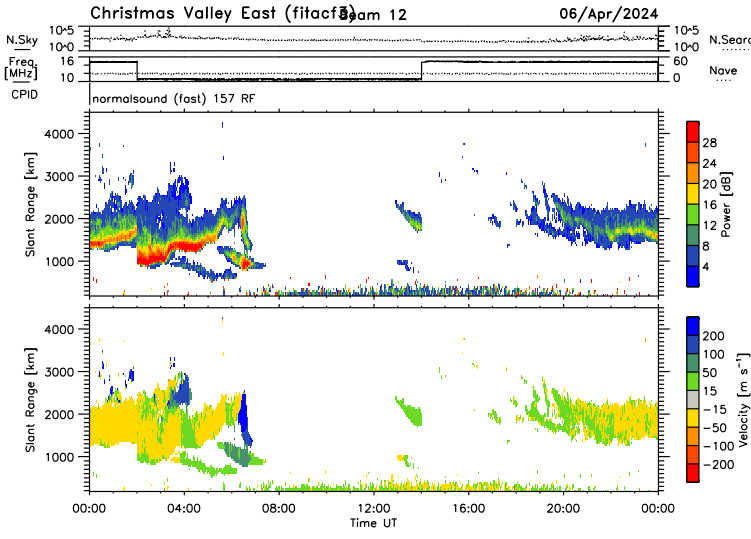 Christmas Valley East (fitacf3) Beam 12 06/Apr/2024
N.Sky 10^5 10^0 10^5 10^0 N.Searc
Freq. [MHz] 16 10 60 0 Nave
CPID normalsound (fast) 157 RF
Slant Range [km] 4000 3000 2000 1000
Power [dB] 28 24 20 16 12 8 4
Slant Range [km] 4000 3000 2000 1000
Velocity [m s⁻¹] 200 100 50 15 −15 −50 −100 −200
00:00 04:00 08:00 12:00 16:00 20:00 00:00
Time UT